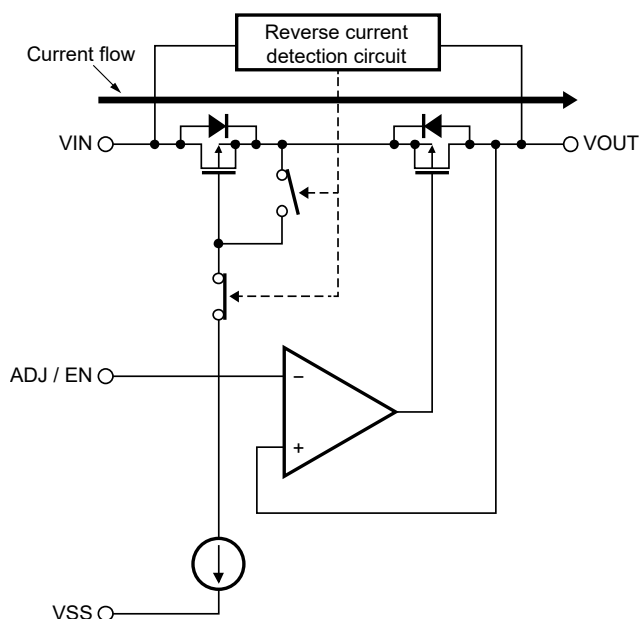 Reverse current
detection circuit
Current flow
VIN
VOUT
ADJ / EN
−
+
VSS